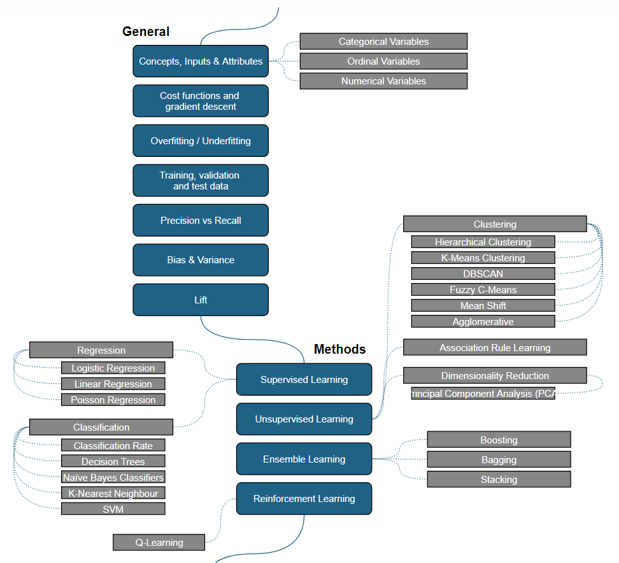 General
Concepts, Inputs & Attributes
Categorical Variables
Ordinal Variables
Numerical Variables
Cost functions and
gradient descent
Overfitting / Underfitting
Training, validation
and test data
Precision vs Recall
Bias & Variance
Lift
Methods
Supervised Learning
Regression
Logistic Regression
Linear Regression
Poisson Regression
Classification
Classification Rate
Decision Trees
Naïve Bayes Classifiers
K-Nearest Neighbour
SVM
Unsupervised Learning
Clustering
Hierarchical Clustering
K-Means Clustering
DBSCAN
Fuzzy C-Means
Mean Shift
Agglomerative
Association Rule Learning
Dimensionality Reduction
rincipal Component Analysis (PCA
Ensemble Learning
Boosting
Bagging
Stacking
Reinforcement Learning
Q-Learning